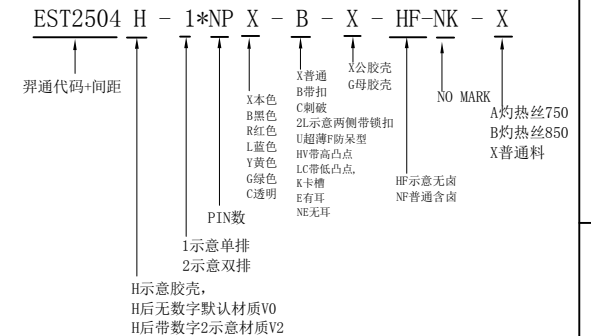 EST2504 H - 1*NP X - B - X - HF-NK - X
羿通代码+间距
X本色
B黑色
R红色
L蓝色
Y黄色
G绿色
C透明
X普通
B带扣
C刺破
2L示意两侧带锁扣
U超薄F防呆型
HV带高凸点
LC带低凸点,
K卡槽
E有耳
NE无耳
X公胶壳
G母胶壳
HF示意无卤
NF普通含卤
NO MARK
A灼热丝750
B灼热丝850
X普通料
PIN数
1示意单排
2示意双排
H示意胶壳,
H后无数字默认材质V0
H后带数字2示意材质V2